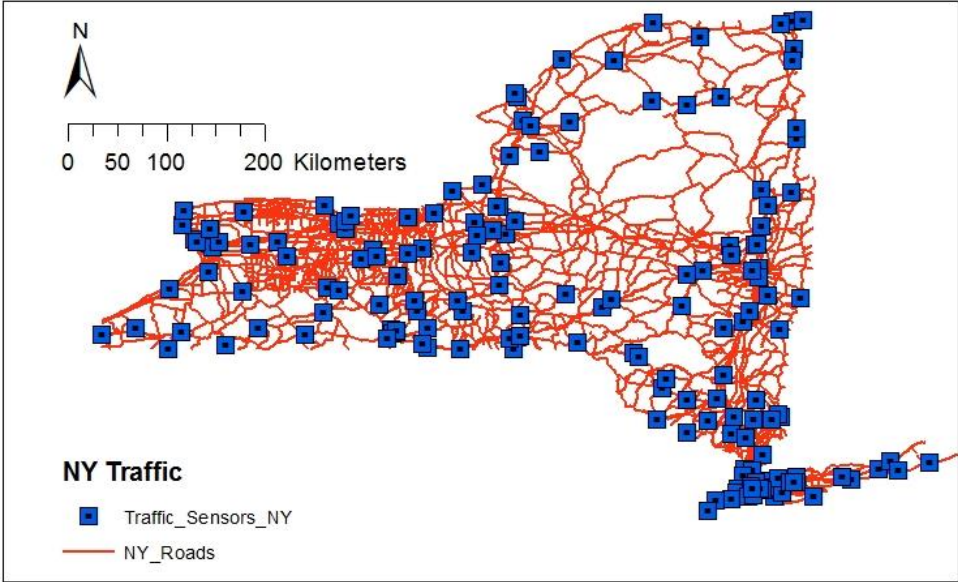 N
0 50 100 200 Kilometers
NY Traffic
Traffic_Sensors_NY
NY_Roads